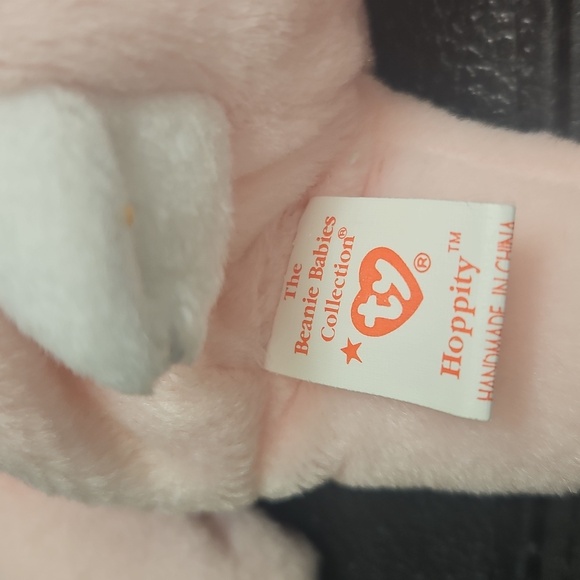 The
Beanie Babies
Collection®
ty®
Hoppity™
HANDMADE IN CHINA